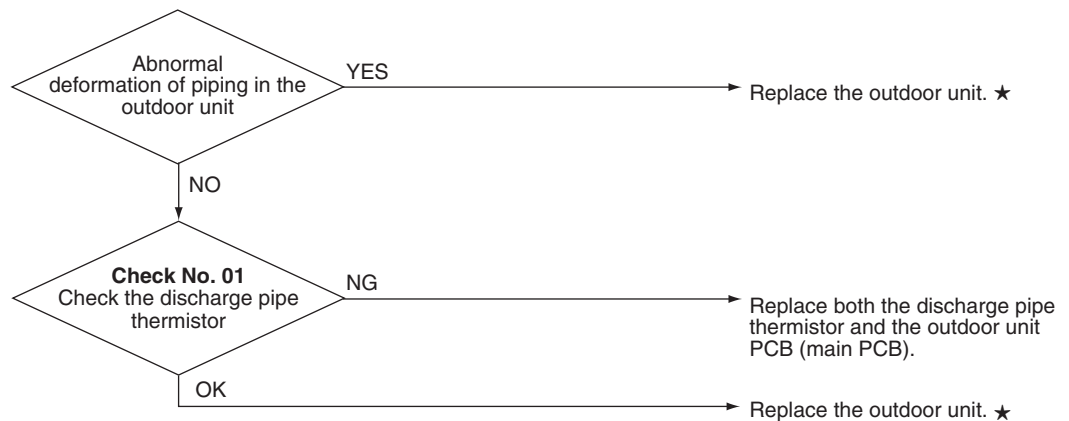 Abnormal
deformation of piping in the
outdoor unit
YES
Replace the outdoor unit. ★
NO
Check No. 01
Check the discharge pipe
thermistor
NG
Replace both the discharge pipe
thermistor and the outdoor unit
PCB (main PCB).
OK
Replace the outdoor unit. ★